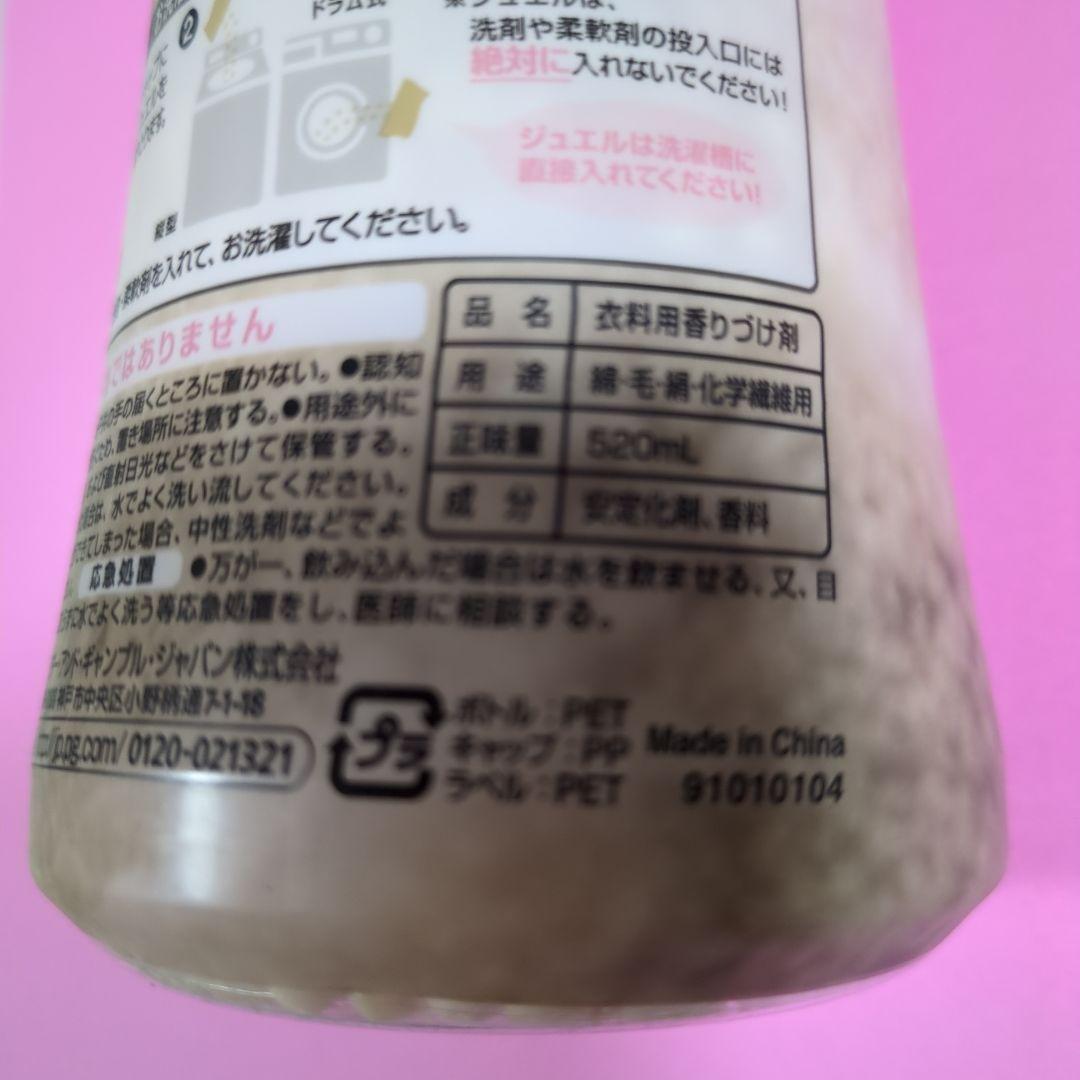 ドラム式
❷
洗剤や柔軟剤の投入口には
絶対に入れないでください!
ジュエルは洗濯槽に
直接入れてください!
縦型
・柔軟剤を入れて、お洗濯してください。
ではありません
の手の届くところに置かない。●認知
置き場所に注意する。●用途外に
および直射日光などをさけて保管する。
合は、水でよく洗い流してください。
てしまった場合、中性洗剤などでよ
応急処置 ●万が一、飲み込んだ場合は水を飲ませる、又、目
水でよく洗う等応急処置をし、医師に相談する。
品名 衣料用香りづけ剤
用途 綿・毛・絹・化学繊維用
正味量 520mL
成分 安定化剤、香料
ー・アンド・ギャンブル・ジャパン株式会社
神戸市中央区小野柄通7-1-18
jp.pg.com/ 0120-021321
プラ
ボトル：PET
キャップ：PP
ラベル：PET
Made in China
91010104